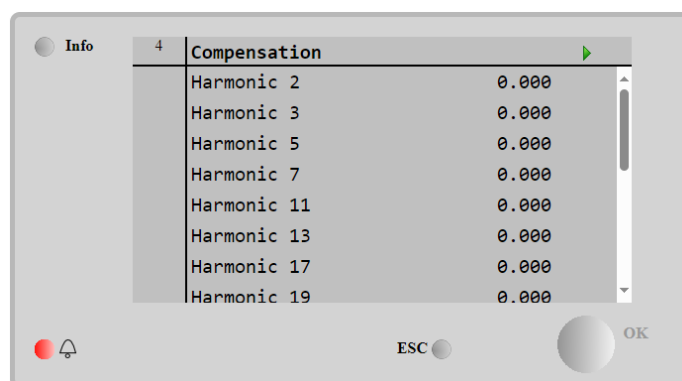 Info
4
Compensation
Harmonic 2 0.000
Harmonic 3 0.000
Harmonic 5 0.000
Harmonic 7 0.000
Harmonic 11 0.000
Harmonic 13 0.000
Harmonic 17 0.000
Harmonic 19 0.000
ESC
OK